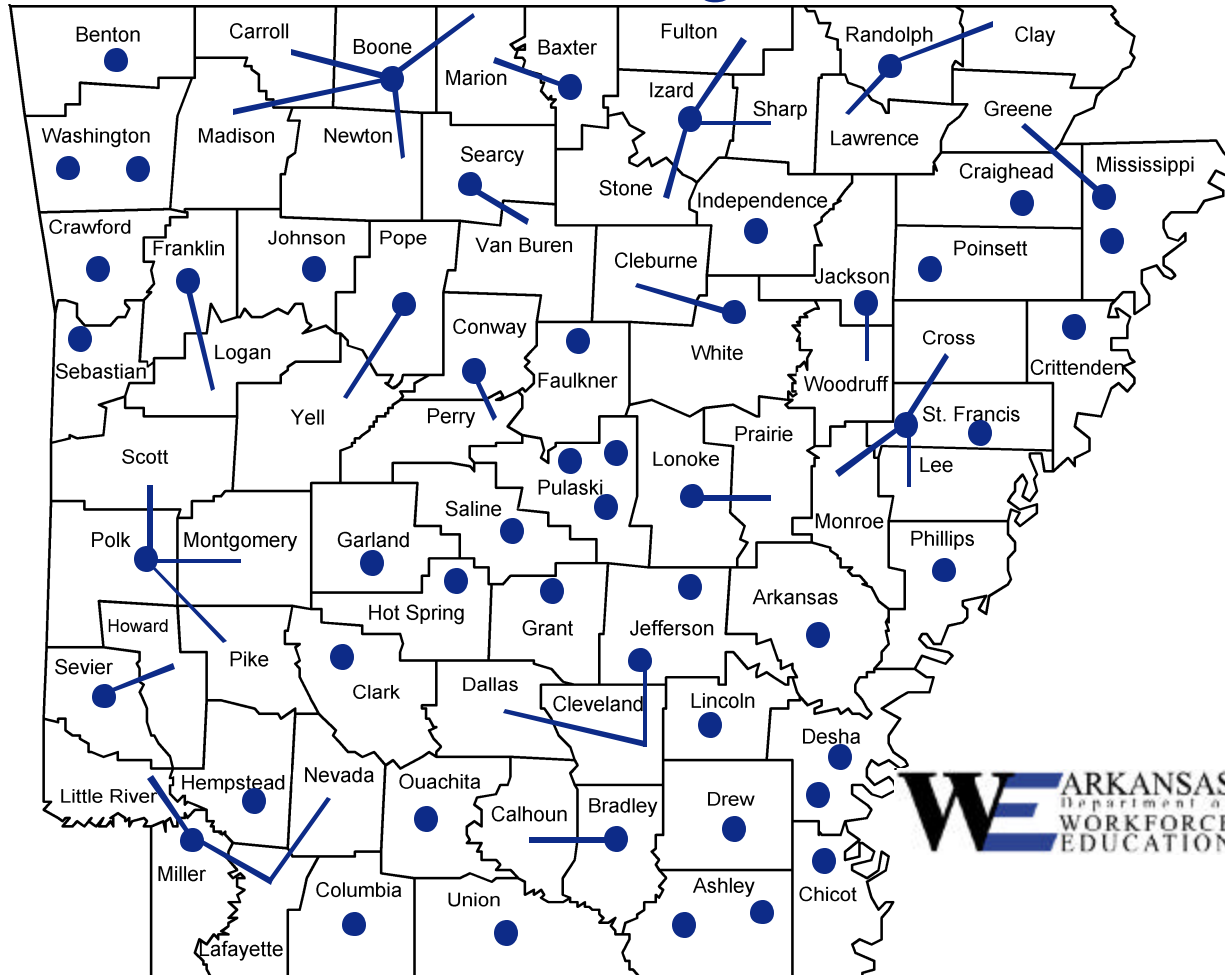 Benton
Carroll
Boone
Marion
Baxter
Fulton
Randolph
Clay
Izard
Sharp
Greene
Washington
Madison
Newton
Searcy
Stone
Lawrence
Independence
Craighead
Mississippi
Crawford
Franklin
Johnson
Pope
Van Buren
Cleburne
Jackson
Poinsett
Sebastian
Logan
Conway
Faulkner
White
Woodruff
Cross
Crittenden
Yell
Perry
Prairie
St. Francis
Scott
Pulaski
Lonoke
Lee
Polk
Montgomery
Garland
Saline
Monroe
Phillips
Howard
Hot Spring
Grant
Jefferson
Arkansas
Sevier
Pike
Clark
Dallas
Cleveland
Lincoln
Desha
Little River
Hempstead
Nevada
Ouachita
Calhoun
Bradley
Drew
Miller
Lafayette
Columbia
Union
Ashley
Chicot
WE
ARKANSAS
Department o
WORKFORCE
EDUCATION